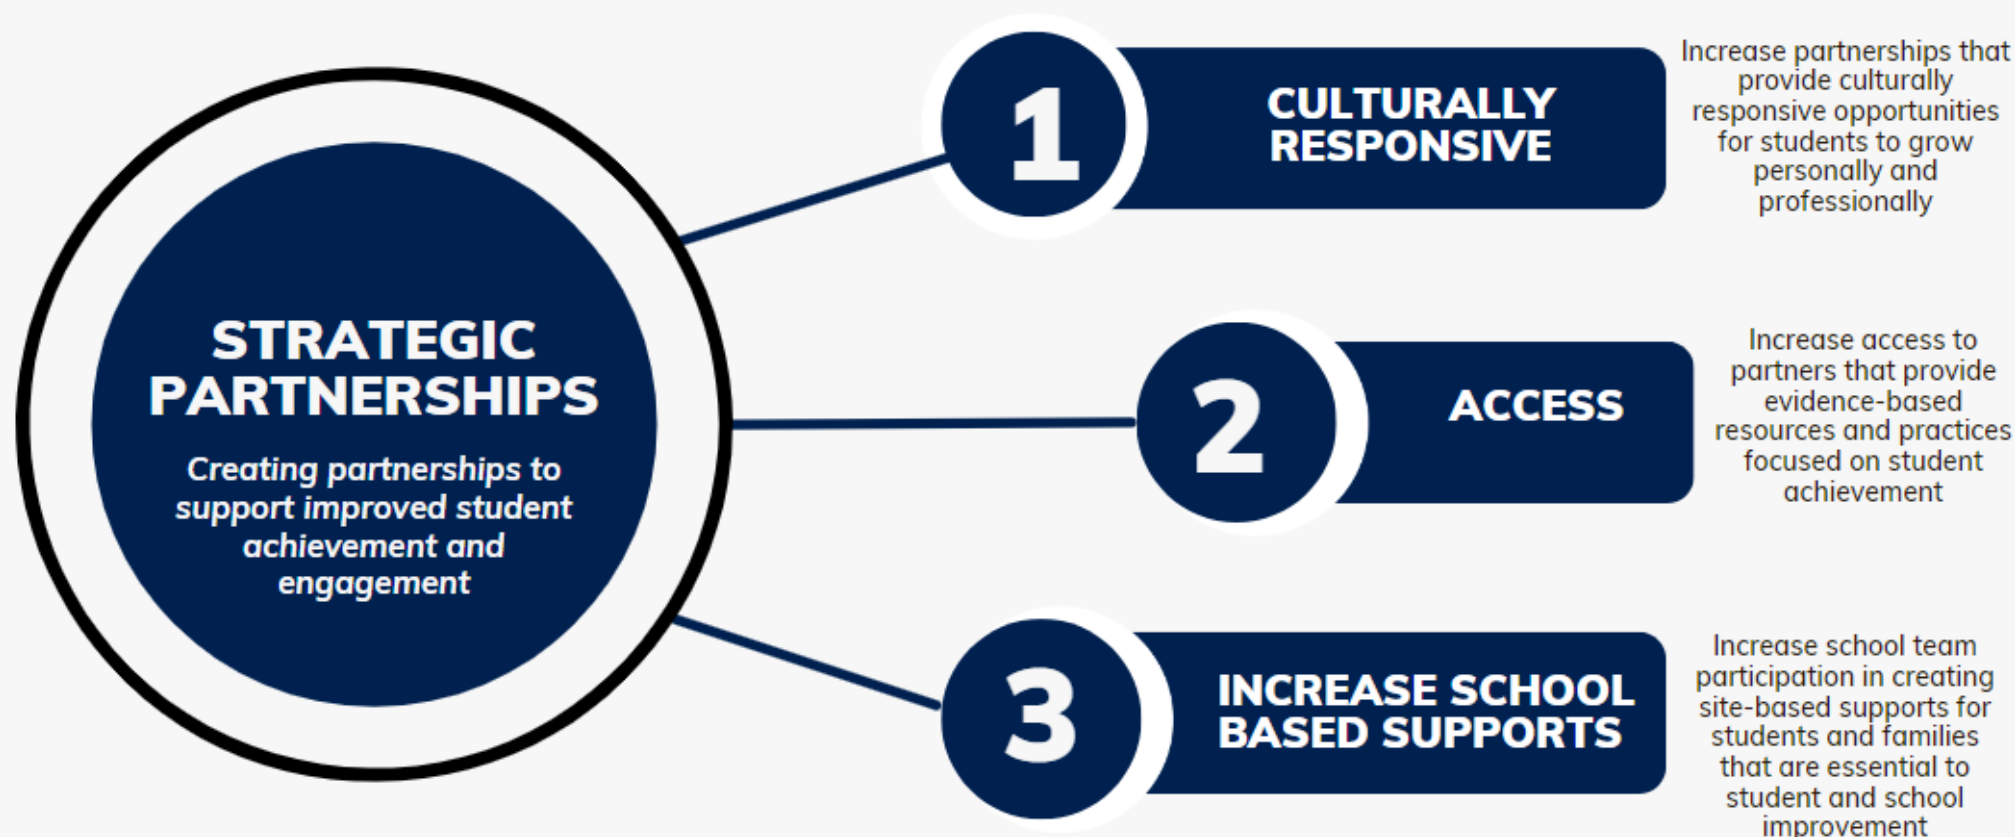 STRATEGIC
PARTNERSHIPS
Creating partnerships to
support improved student
achievement and
engagement
1
CULTURALLY
RESPONSIVE
Increase partnerships that
provide culturally
responsive opportunities
for students to grow
personally and
professionally
2
ACCESS
Increase access to
partners that provide
evidence-based
resources and practices
focused on student
achievement
3
INCREASE SCHOOL
BASED SUPPORTS
Increase school team
participation in creating
site-based supports for
students and families
that are essential to
student and school
improvement